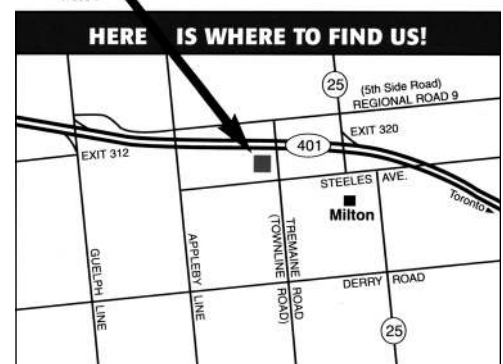 HERE IS WHERE TO FIND US!
25
(5th Side Road)
REGIONAL ROAD 9
EXIT 320
401
EXIT 312
STEELES AVE.
Toronto
Milton
GUELPH LINE
APPLEBY LINE
TREMAINE ROAD
(TOWNLINE ROAD)
DERRY ROAD
25